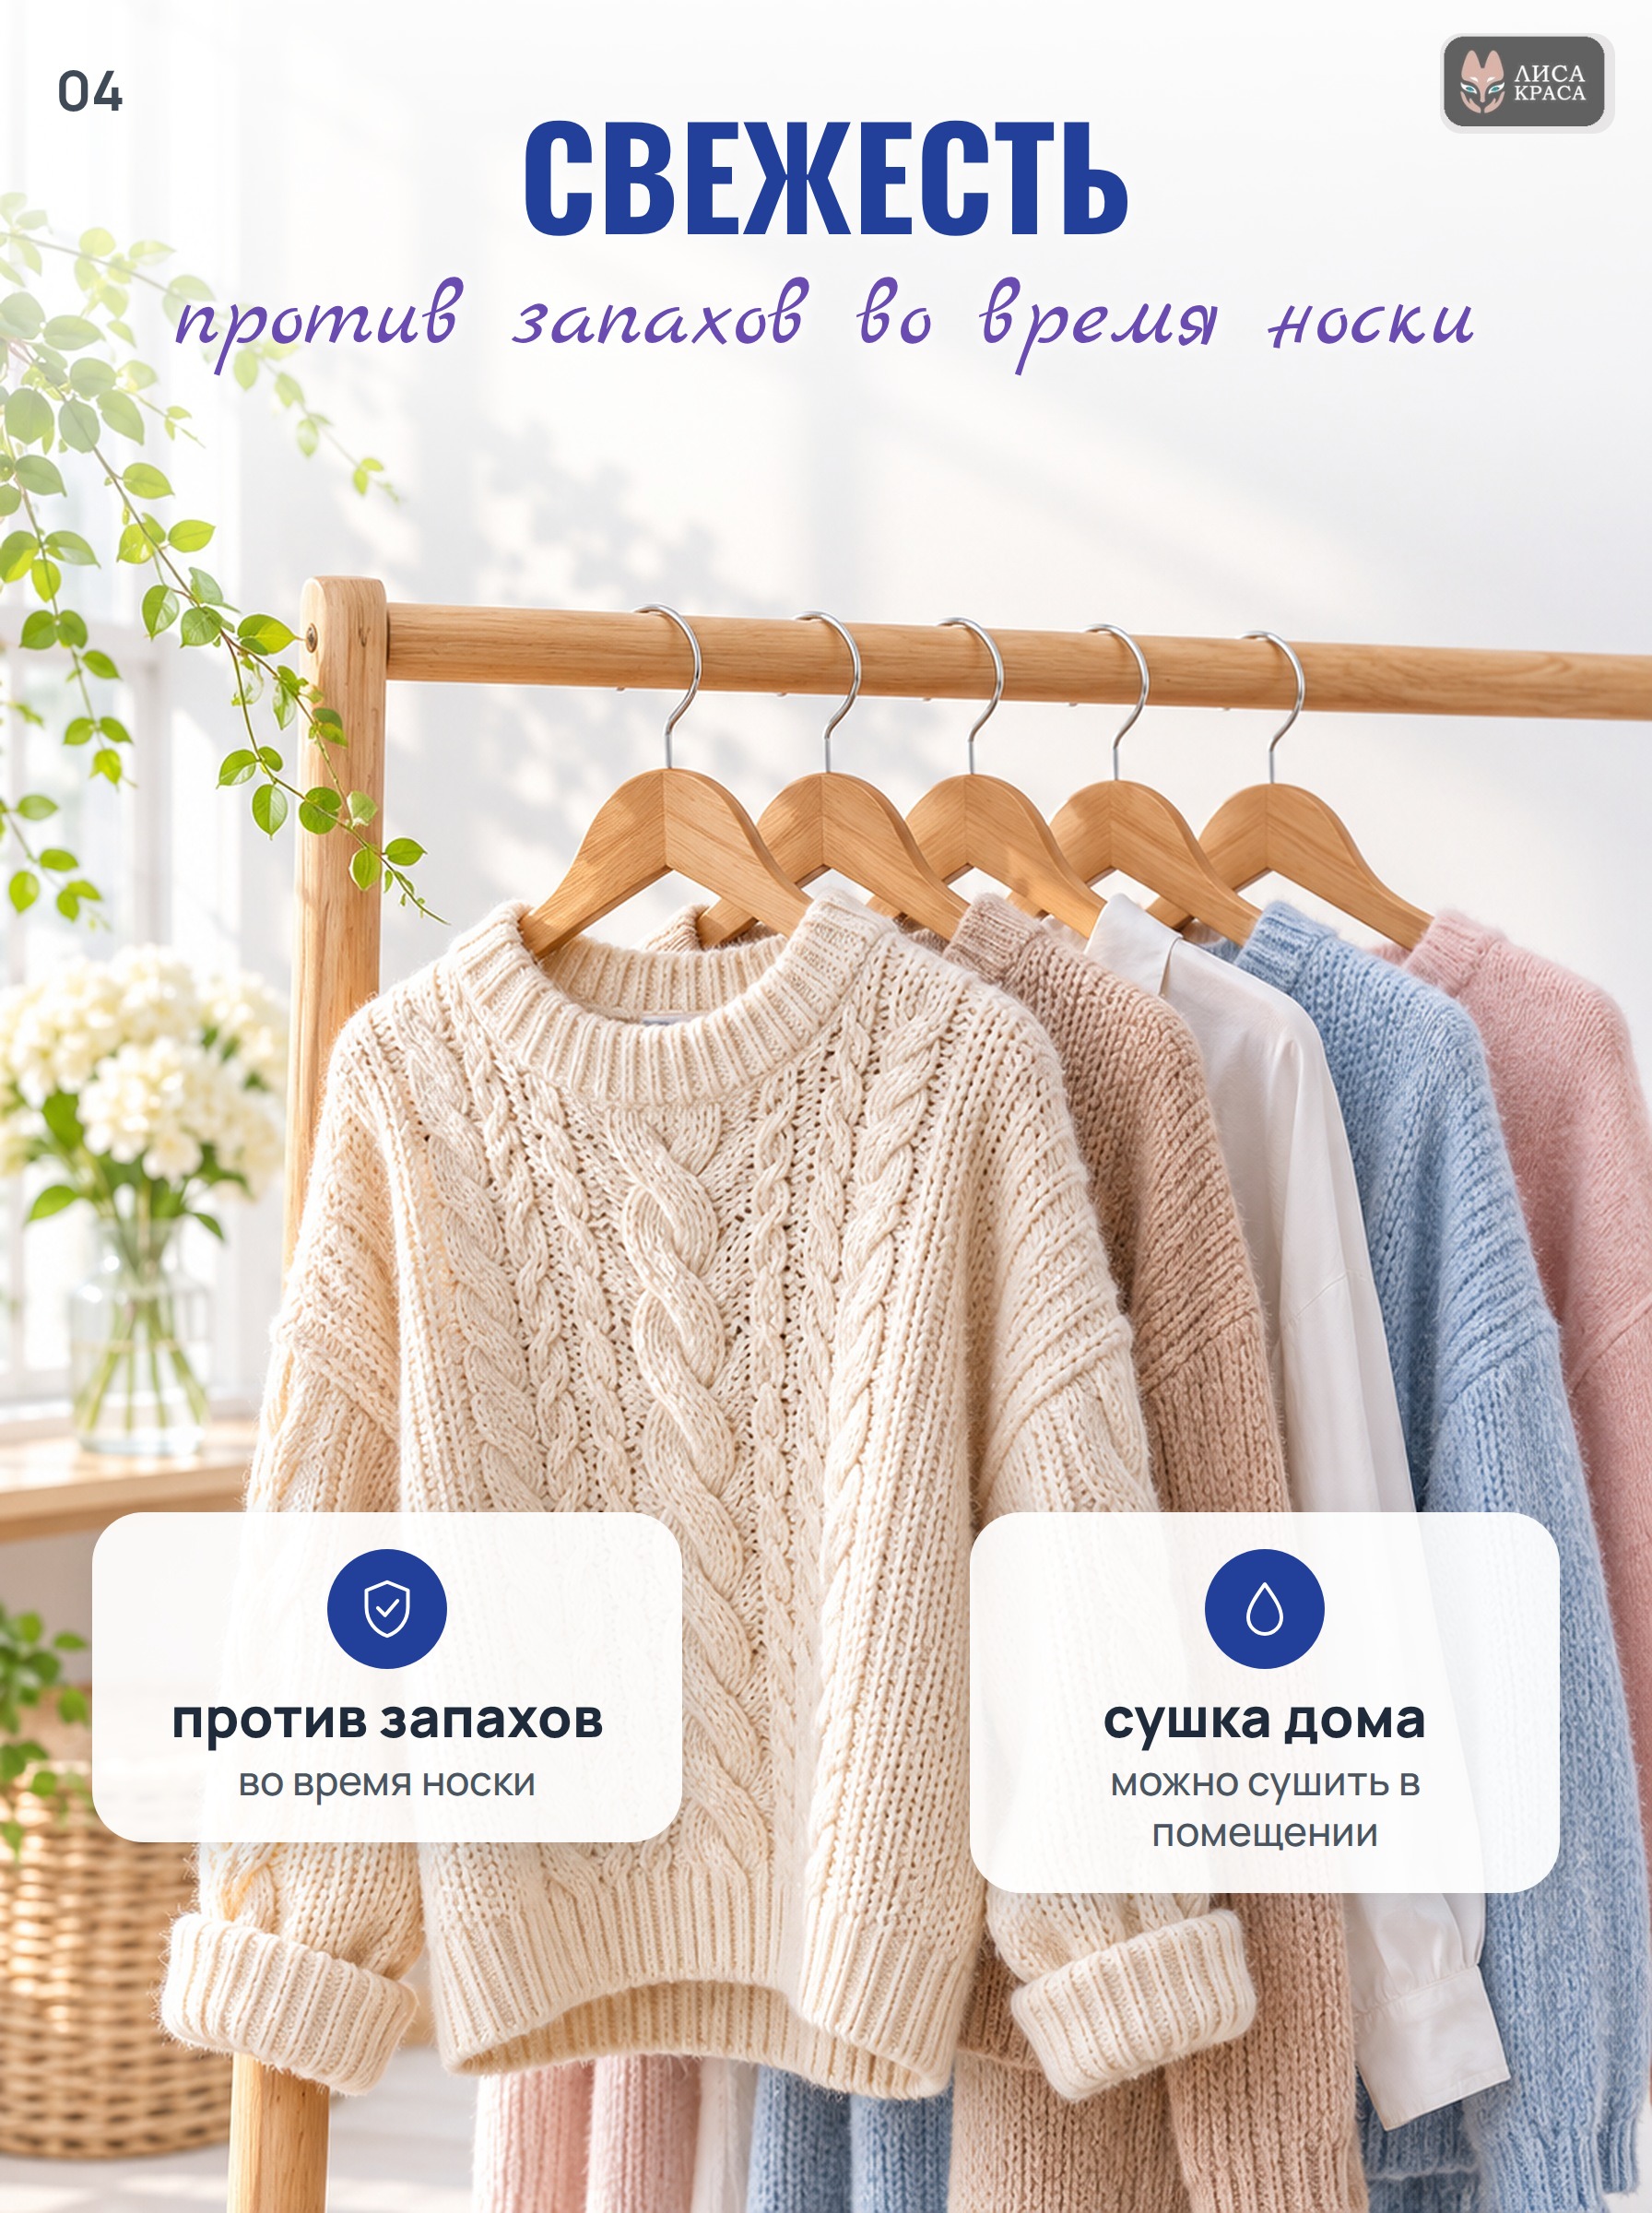 04
ЛИСА
КРАСА
СВЕЖЕСТЬ
против запахов во время носки
против запахов
во время носки
сушка дома
можно сушить в
помещении